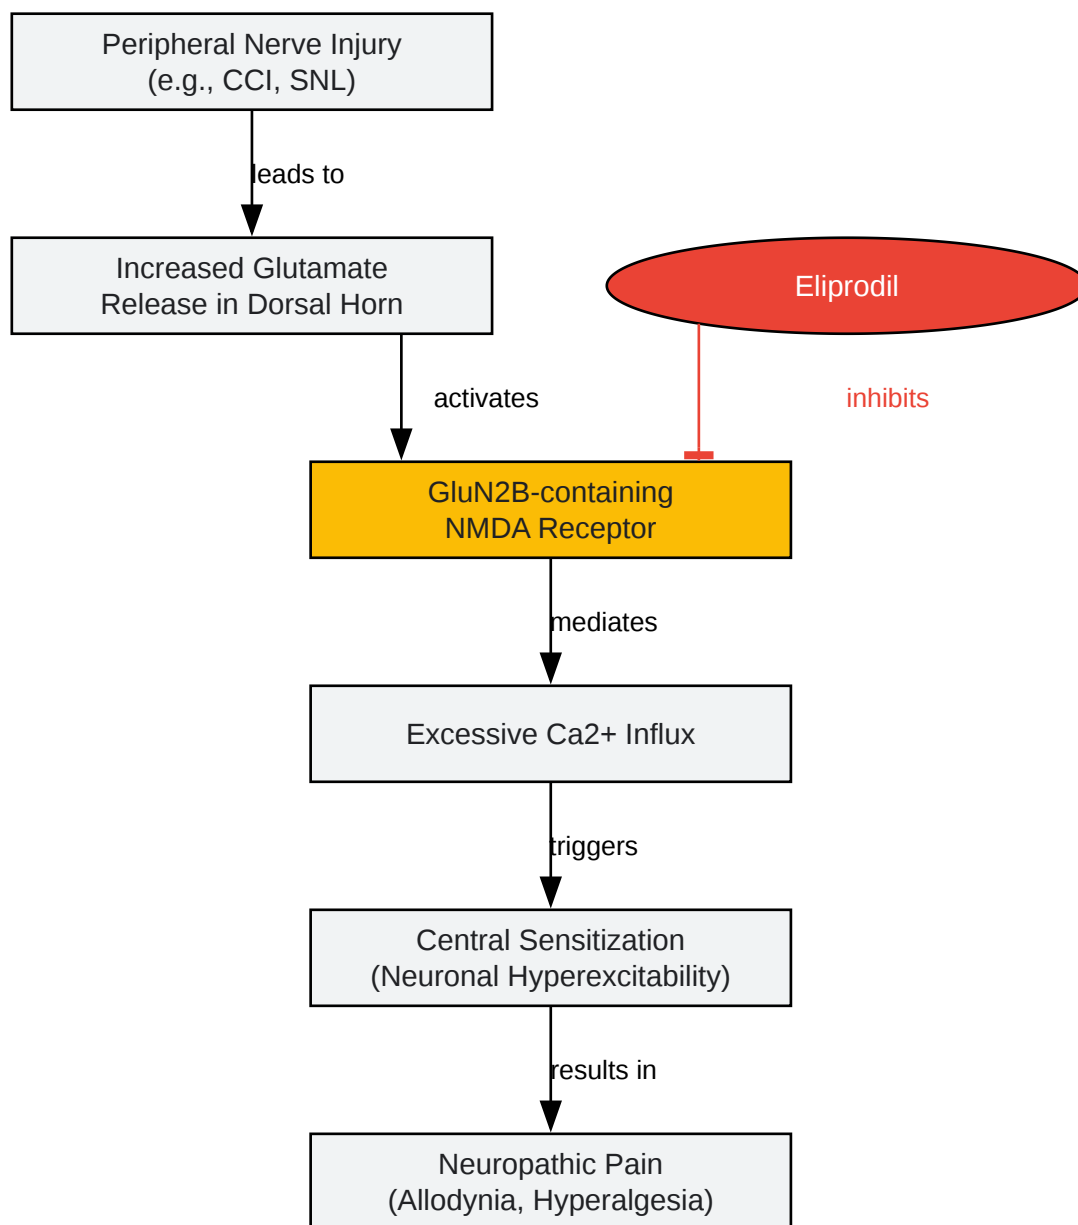 Peripheral Nerve Injury
(e.g., CCI, SNL)
leads to
Increased Glutamate
Release in Dorsal Horn
Eliprodil
activates
inhibits
GluN2B-containing
NMDA Receptor
mediates
Excessive Ca2+ Influx
triggers
Central Sensitization
(Neuronal Hyperexcitability)
results in
Neuropathic Pain
(Allodynia, Hyperalgesia)